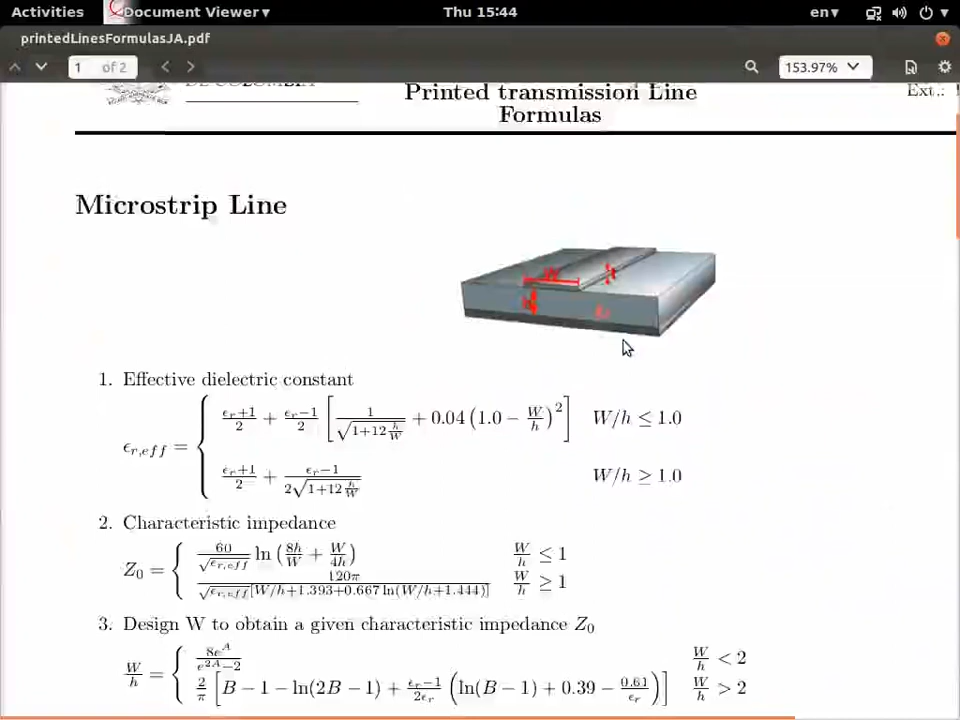 Activities Document Viewer▾ Thu 15:44 en▾
printedLinesFormulasJA.pdf
1 of 2 153.97%
DE COLOMBIA Printed transmission Line Ext.:
Formulas
Microstrip Line
W t
h εr
1. Effective dielectric constant
ϵ_{r,eff} = { (ϵ_r+1)/2 + (ϵ_r−1)/2 [ 1/√(1+12 h/W) + 0.04 (1.0 − W/h)^2 ] W/h ≤ 1.0
(ϵ_r+1)/2 + (ϵ_r−1)/(2√(1+12 h/W)) W/h ≥ 1.0
2. Characteristic impedance
Z_0 = { 60/√ϵ_{r,eff} ln (8h/W + W/4h) W/h ≤ 1
120π/(√ϵ_{r,eff}[W/h+1.393+0.667 ln(W/h+1.444)]) W/h ≥ 1
3. Design W to obtain a given characteristic impedance Z_0
W/h = { 8e^A/(e^{2A}−2) W/h < 2
2/π [ B − 1 − ln(2B − 1) + (ϵ_r−1)/(2ϵ_r) ( ln(B − 1) + 0.39 − 0.61/ϵ_r ) ] W/h > 2